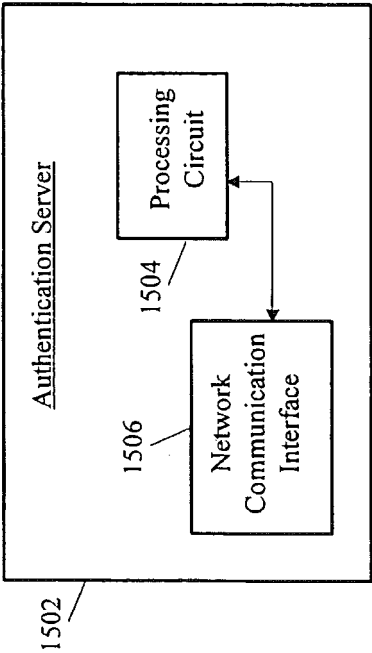 Authentication Server
Processing
Circuit
1504
1506
Network
Communication
Interface
1502